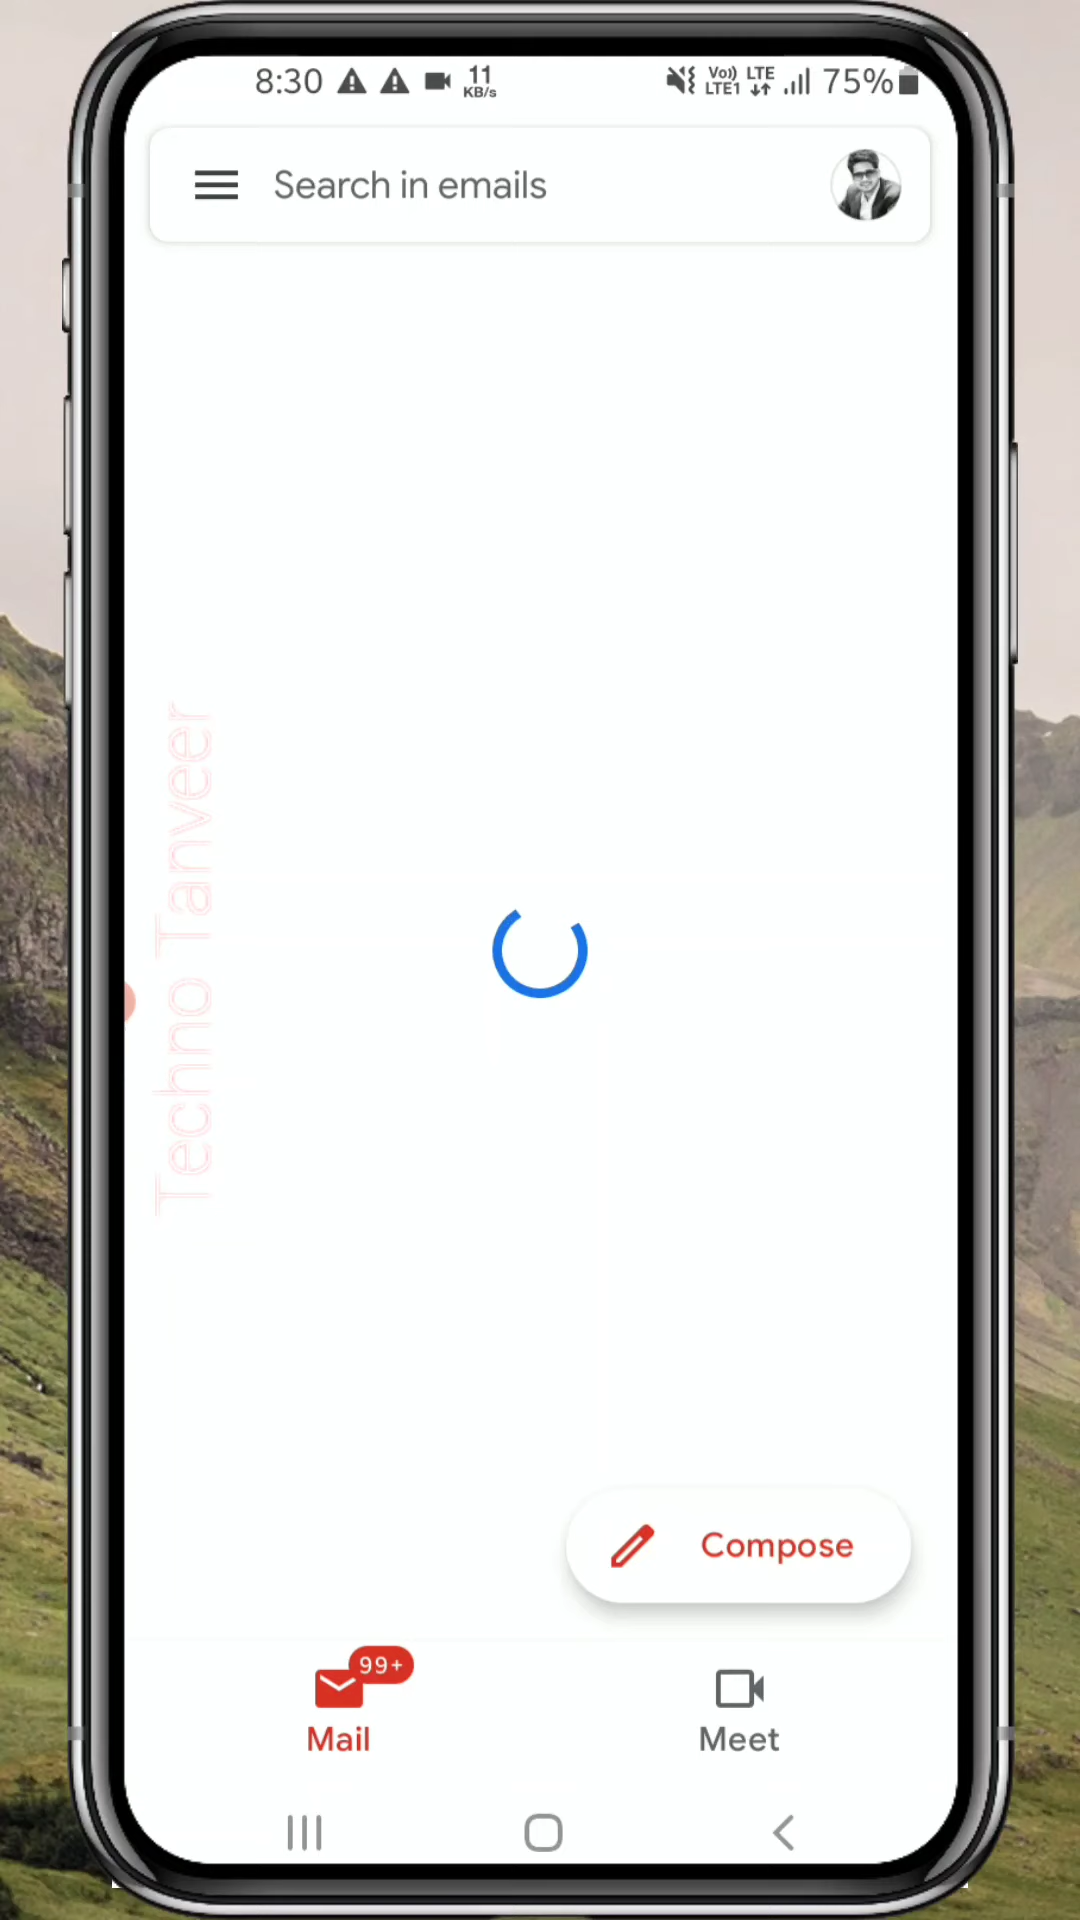 8:30
11
KB/s
Vo))
LTE1
LTE
75%
Search in emails
Techno Tanveer
Compose
99+
Mail
Meet